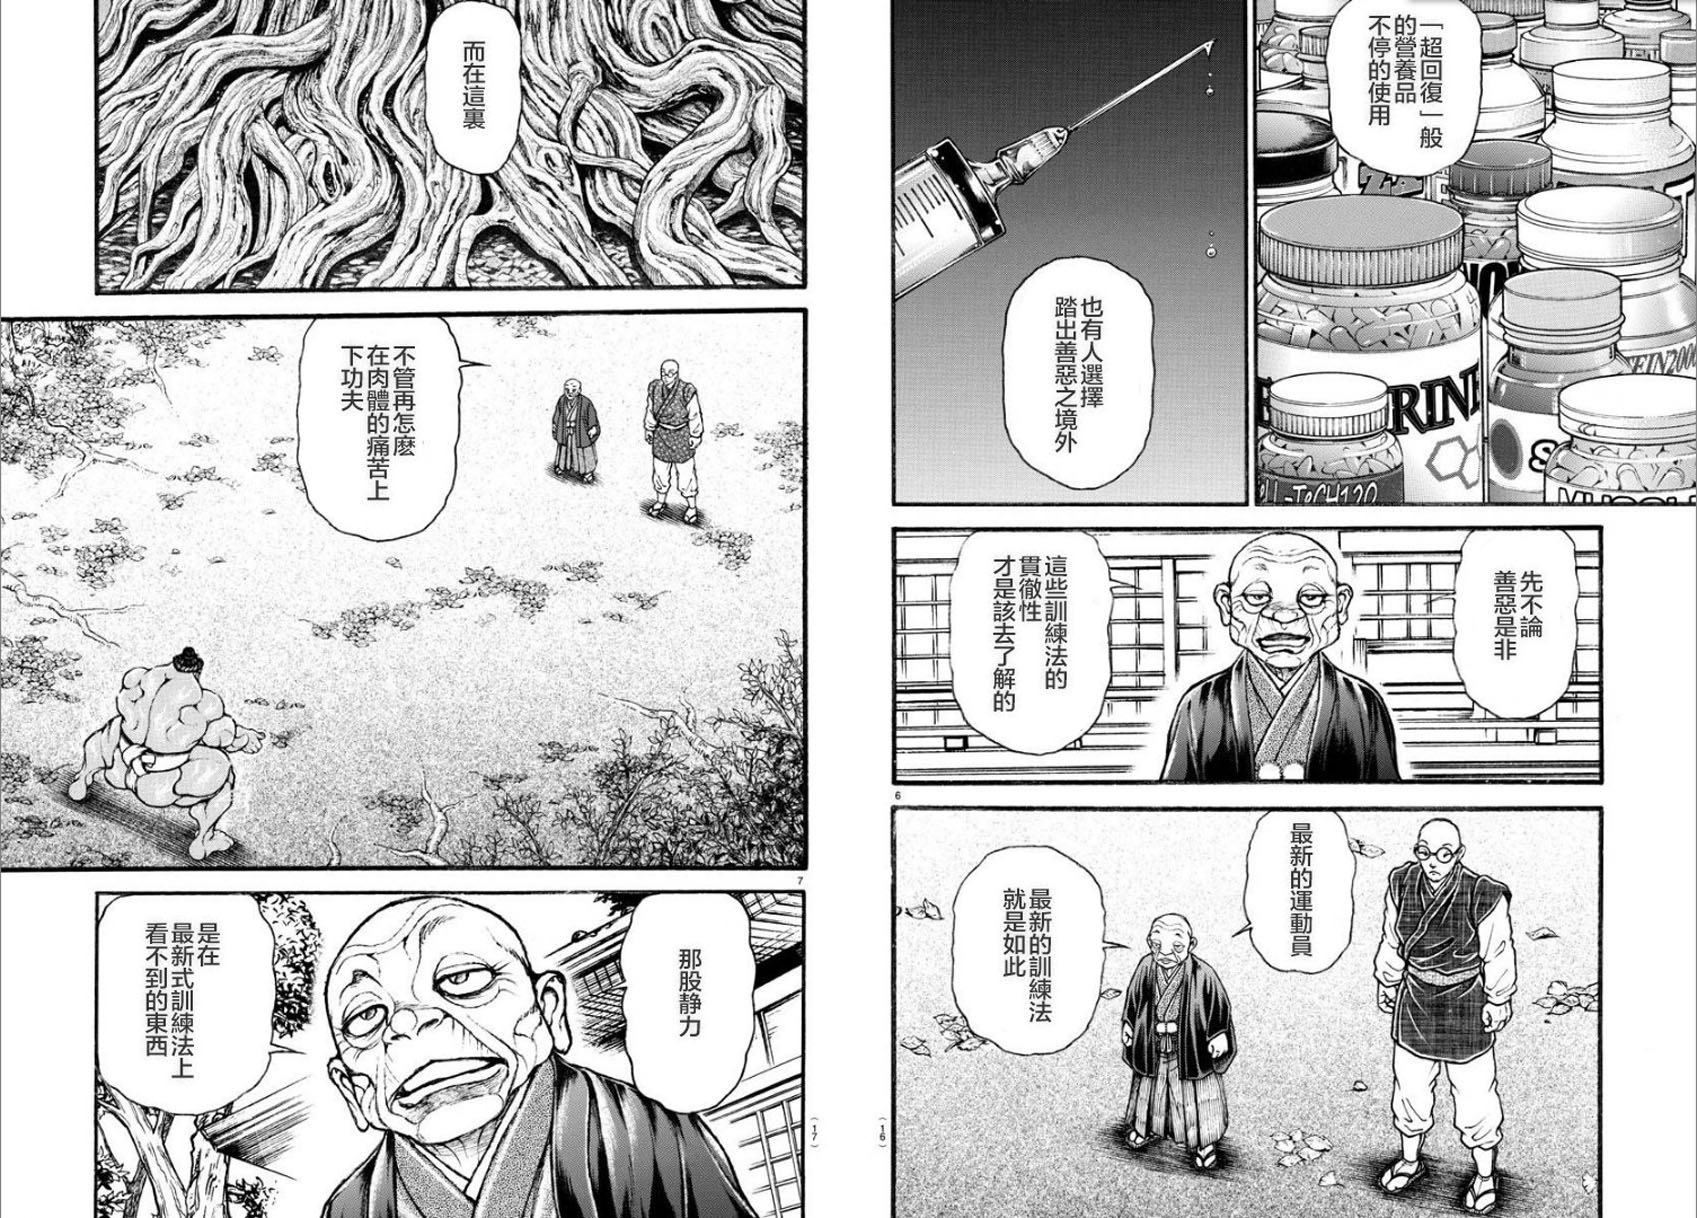 「超回復」般
的營養品
不停的使用
也有人選擇
踏出善惡之境外
RINE
EIN2000
LL-TeCH120
先不論
善惡是非
這些訓練法的
貫徹性
才是該去了解的
6
最新的運動員
最新的訓練法
就是如此
(16)
而在這裏
不管再怎麼
在肉體的痛苦上
下功夫
7
那股静力
是在
最新式訓練法上
看不到的東西
(17)